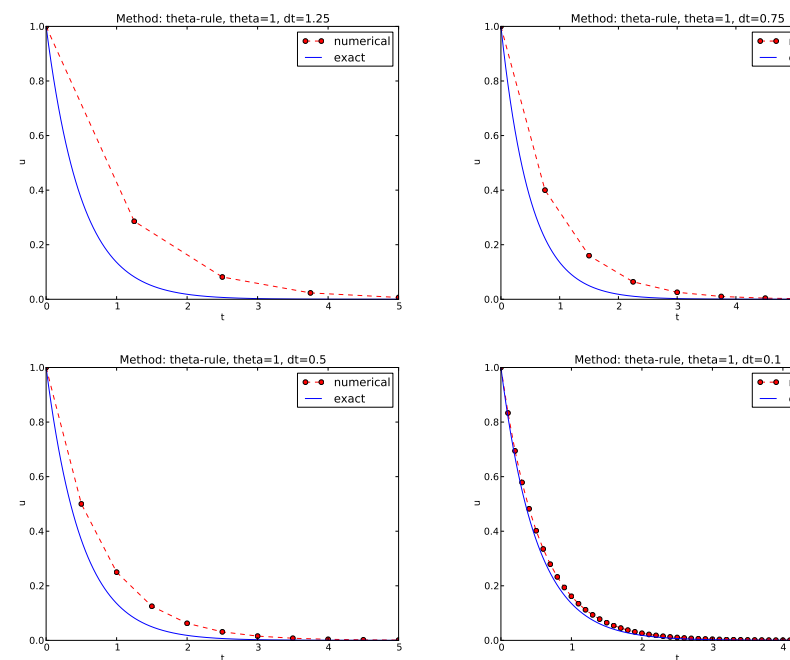 Method: theta-rule, theta=1, dt=1.25
numerical
exact
1.0
0.8
0.6
0.4
0.2
0.0
u
0 1 2 3 4 5
t
Method: theta-rule, theta=1, dt=0.75
1.0
0.8
0.6
0.4
0.2
0.0
u
0 1 2 3 4
t
Method: theta-rule, theta=1, dt=0.5
numerical
exact
1.0
0.8
0.6
0.4
0.2
0.0
u
0 1 2 3 4 5
t
Method: theta-rule, theta=1, dt=0.1
1.0
0.8
0.6
0.4
0.2
0.0
u
0 1 2 3 4
t